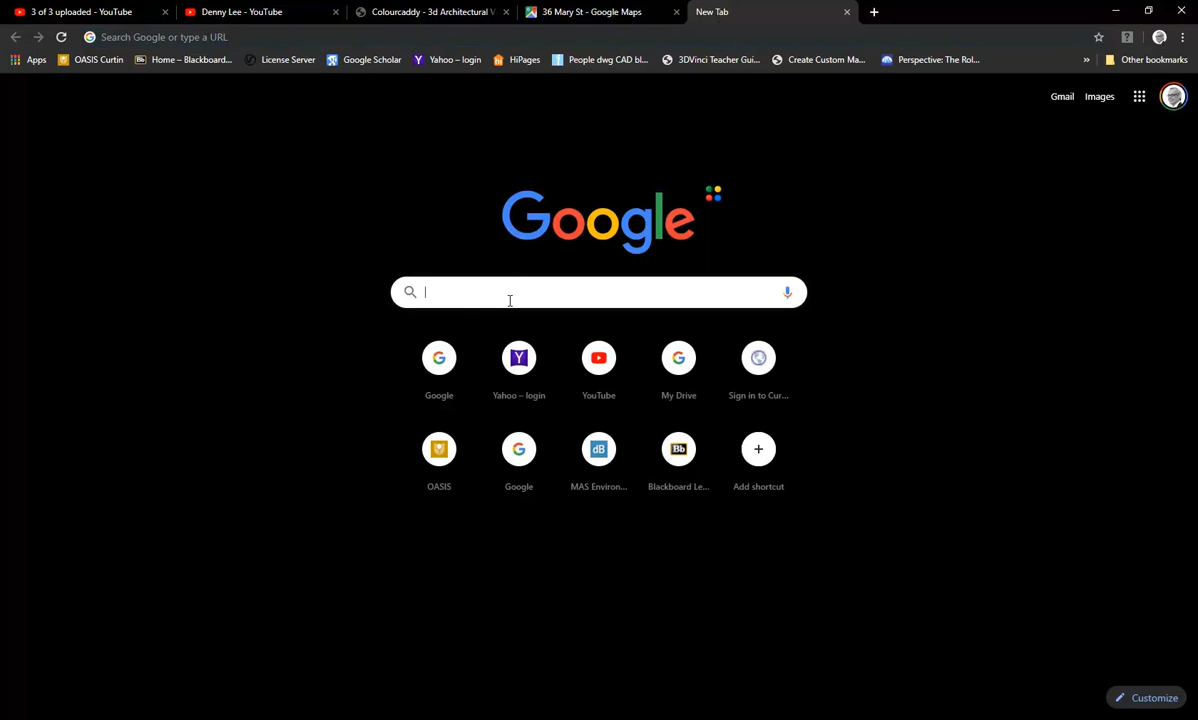 3 of 3 uploaded - YouTube
Denny Lee - YouTube
Colourcaddy - 3d Architectural V
36 Mary St - Google Maps
New Tab
Search Google or type a URL
Apps
OASIS Curtin
Home – Blackboard...
License Server
Google Scholar
Yahoo – login
HiPages
People dwg CAD bl...
3DVinci Teacher Gui...
Create Custom Ma...
Perspective: The Rol...
»
Other bookmarks
Gmail
Images
Google
Google
Yahoo – login
YouTube
My Drive
Sign in to Cur...
dB
Bb
OASIS
Google
MAS Environ...
Blackboard Le...
Add shortcut
Customize